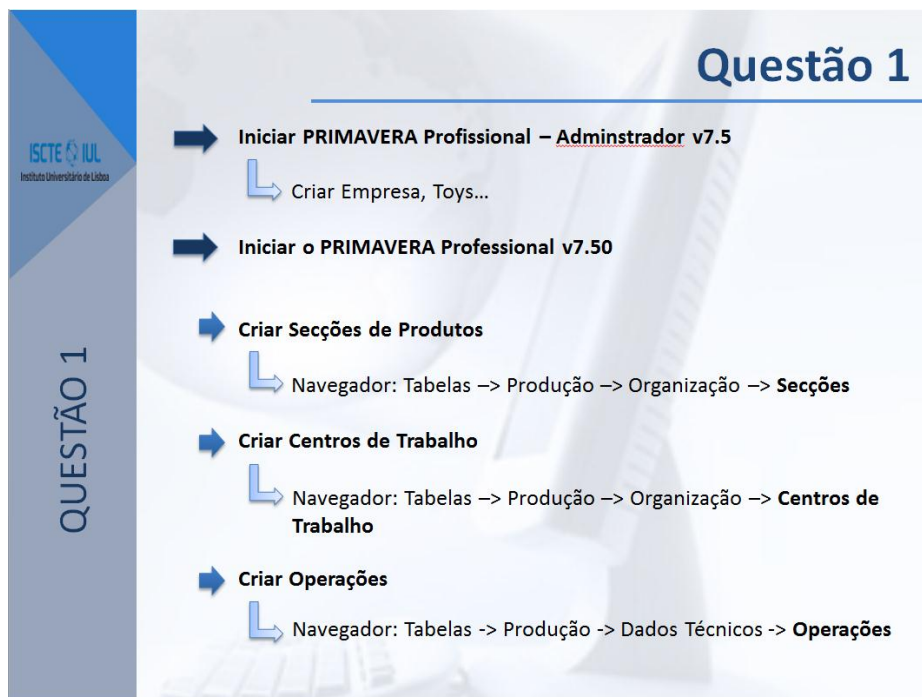 Questão 1
ISCTE IUL
Instituto Universitário de Lisboa
Iniciar PRIMAVERA Profissional – Adminstrador v7.5
Criar Empresa, Toys...
Iniciar o PRIMAVERA Professional v7.50
Criar Secções de Produtos
Navegador: Tabelas –> Produção –> Organização –> Secções
Criar Centros de Trabalho
Navegador: Tabelas –> Produção –> Organização –> Centros de
Trabalho
Criar Operações
Navegador: Tabelas -> Produção -> Dados Técnicos -> Operações
QUESTÃO 1